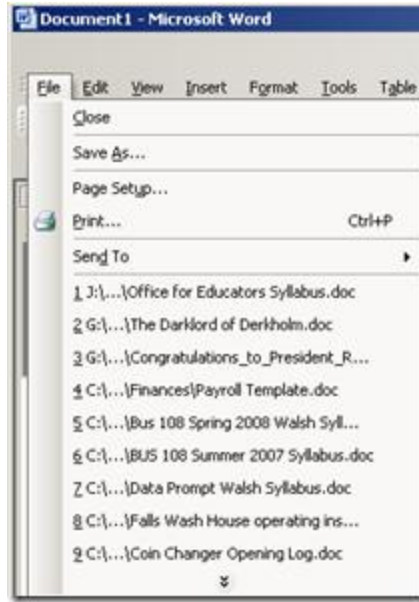 Document1 - Microsoft Word
File Edit View Insert Format Tools Table
Close
Save As...
Page Setup...
Print... Ctrl+P
Send To
1 J:\...\Office for Educators Syllabus.doc
2 G:\...\The Darklord of Derkholm.doc
3 G:\...\Congratulations_to_President_R...
4 C:\...\Finances\Payroll Template.doc
5 C:\...\Bus 108 Spring 2008 Walsh Syll...
6 C:\...\BUS 108 Summer 2007 Syllabus.doc
7 C:\...\Data Prompt Walsh Syllabus.doc
8 C:\...\Falls Wash House operating ins...
9 C:\...\Coin Changer Opening Log.doc